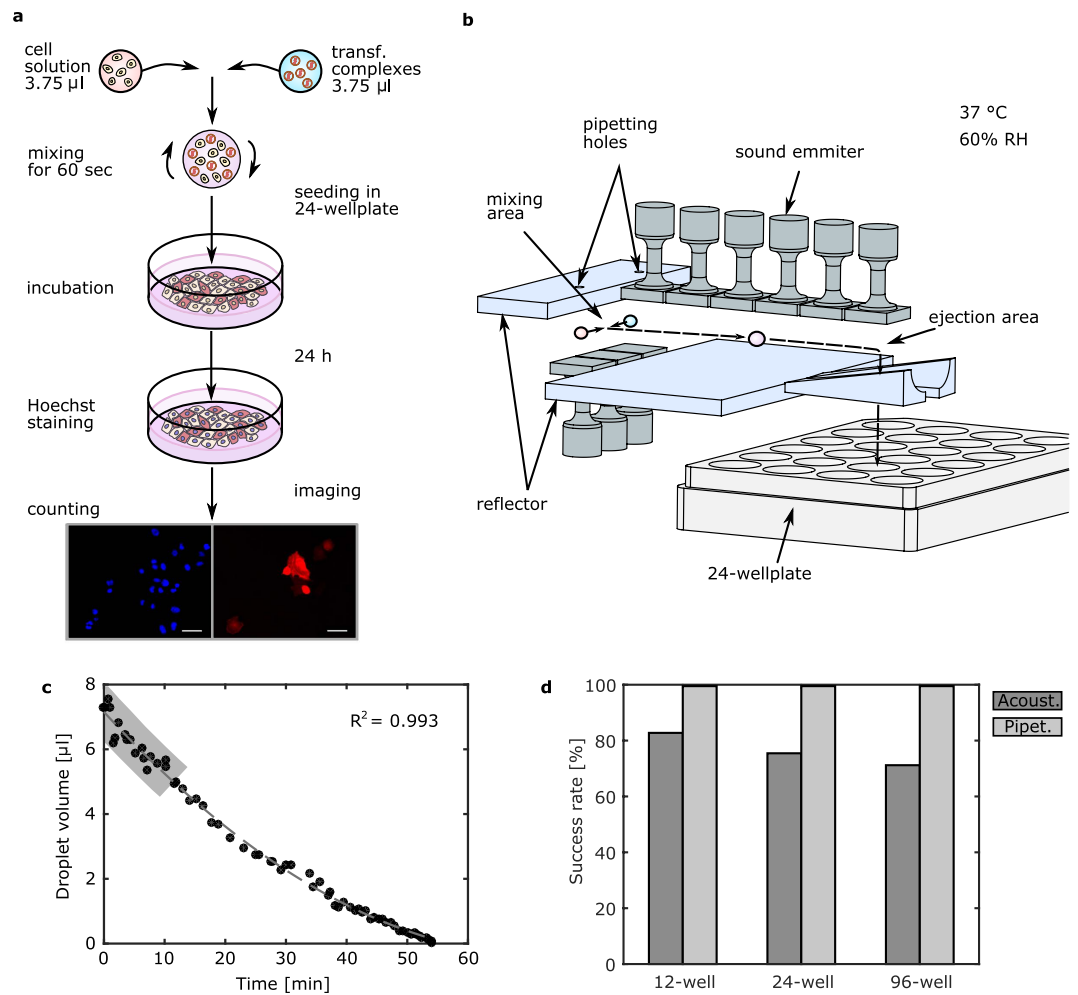 a
cell
solution
3.75 µl
transf.
complexes
3.75 µl
mixing
for 60 sec
seeding in
24-wellplate
incubation
24 h
Hoechst
staining
counting
imaging
b
37 °C
60% RH
pipetting
holes
sound emmiter
mixing
area
ejection area
reflector
24-wellplate
c
8
6
4
2
0
Droplet volume [µl]
R² = 0.993
0
10
20
30
40
50
60
Time [min]
d
100
80
60
40
20
0
Success rate [%]
Acoust.
Pipet.
12-well
24-well
96-well